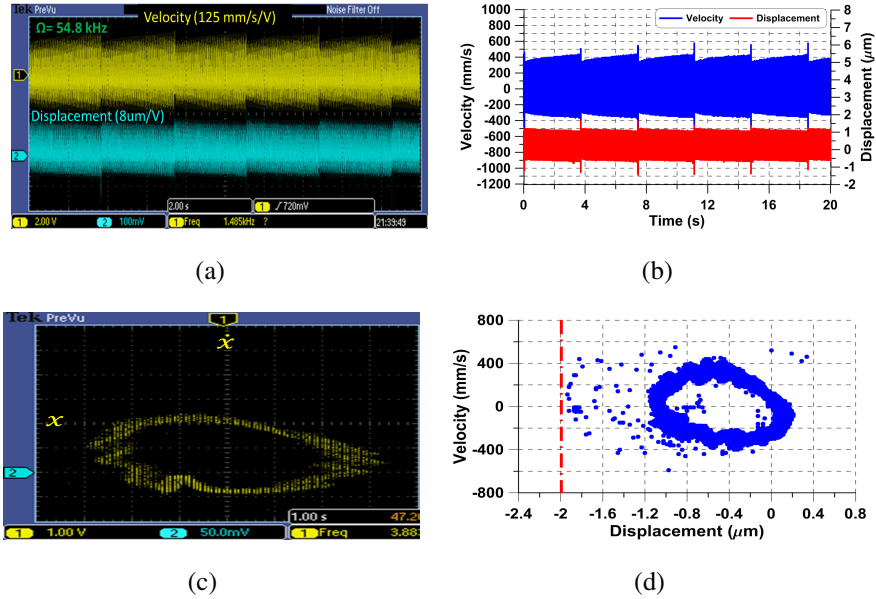 Tek PreVu Noise Filter Off
Velocity (125 mm/s/V)
Ω= 54.8 kHz
1
Displacement (8um/V)
2
2.00 s 1 ʃ 720mV
1 2.00 V 2 100mV 1 Freq 1.485kHz ? 21:39:49
(a)
Velocity Displacement
Velocity (mm/s)
1000
800
600
400
200
0
-200
-400
-600
-800
-1000
-1200
8
7
6
5
4
3
2
1
0
-1
-2
Displacement (μm)
0 4 8 12 16 20
Time (s)
(b)
Tek PreVu
1
ẋ
x
2
1.00 s 47.20
1 1.00 V 2 50.0mV 1 Freq 3.88
(c)
Velocity (mm/s)
800
400
0
-400
-800
-2.4 -2 -1.6 -1.2 -0.8 -0.4 0 0.4 0.8
Displacement (μm)
(d)